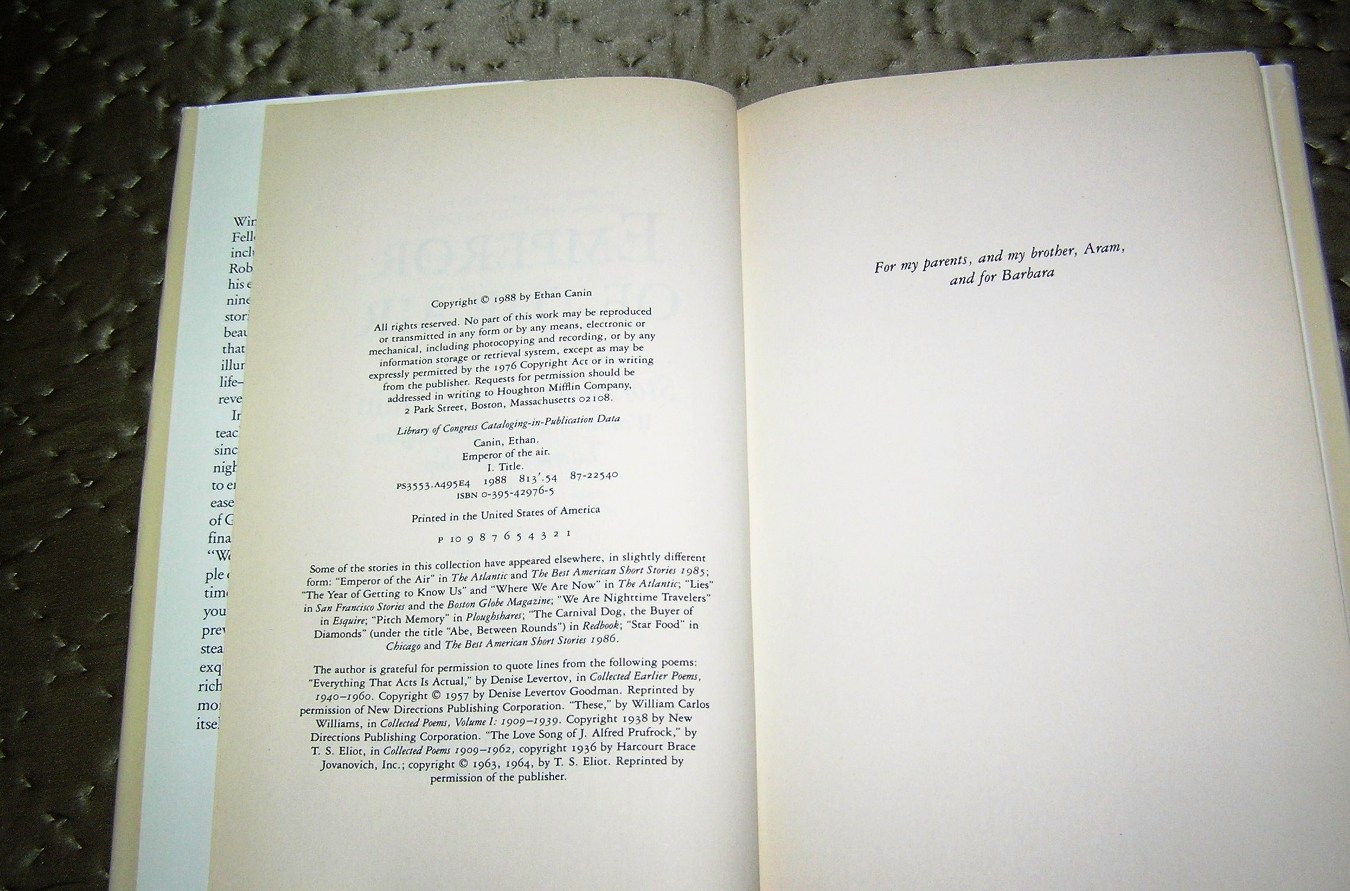 Copyright © 1988 by Ethan Canin
All rights reserved. No part of this work may be reproduced
or transmitted in any form or by any means, electronic or
mechanical, including photocopying and recording, or by any
information storage or retrieval system, except as may be
expressly permitted by the 1976 Copyright Act or in writing
from the publisher. Requests for permission should be
addressed in writing to Houghton Mifflin Company,
2 Park Street, Boston, Massachusetts 02108.
Library of Congress Cataloging-in-Publication Data
Canin, Ethan.
Emperor of the air.
I. Title.
PS3553.A495E4 1988 813'.54 87-22540
ISBN 0-395-42976-5
Printed in the United States of America
P 10 9 8 7 6 5 4 3 2 1
Some of the stories in this collection have appeared elsewhere, in slightly different
form: "Emperor of the Air" in The Atlantic and The Best American Short Stories 1985;
"The Year of Getting to Know Us" and "Where We Are Now" in The Atlantic; "Lies"
in San Francisco Stories and the Boston Globe Magazine; "We Are Nighttime Travelers"
in Esquire; "Pitch Memory" in Ploughshares; "The Carnival Dog, the Buyer of
Diamonds" (under the title "Abe, Between Rounds") in Redbook; "Star Food" in
Chicago and The Best American Short Stories 1986.
The author is grateful for permission to quote lines from the following poems:
"Everything That Acts Is Actual," by Denise Levertov, in Collected Earlier Poems,
1940–1960. Copyright © 1957 by Denise Levertov Goodman. Reprinted by
permission of New Directions Publishing Corporation. "These," by William Carlos
Williams, in Collected Poems, Volume I: 1909–1939. Copyright 1938 by New
Directions Publishing Corporation. "The Love Song of J. Alfred Prufrock," by
T. S. Eliot, in Collected Poems 1909–1962, copyright 1936 by Harcourt Brace
Jovanovich, Inc.; copyright © 1963, 1964, by T. S. Eliot. Reprinted by
permission of the publisher.
For my parents, and my brother, Aram,
and for Barbara